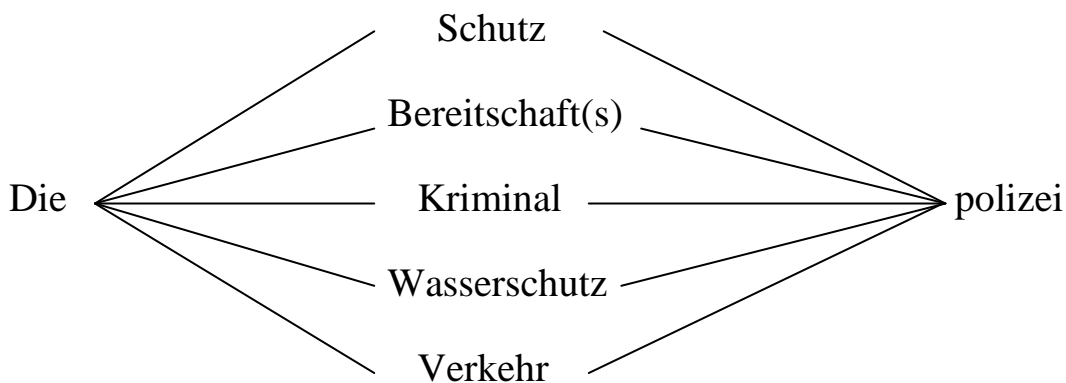 Schutz
Bereitschaft(s)
Die Kriminal polizei
Wasserschutz
Verkehr